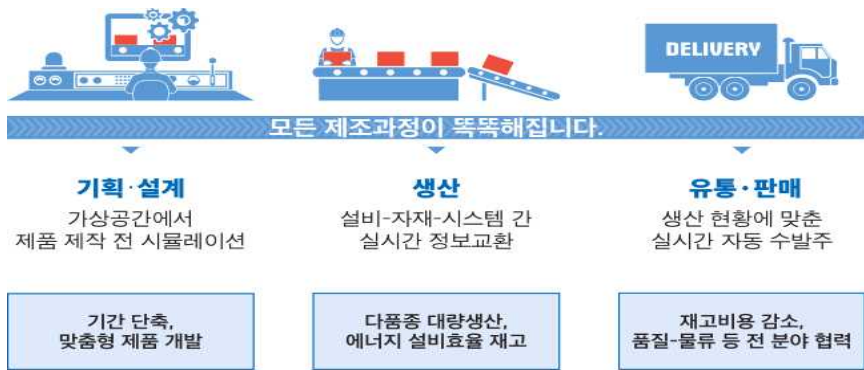 DELIVERY
모든 제조과정이 똑똑해집니다.
기획·설계
가상공간에서
제품 제작 전 시뮬레이션
기간 단축,
맞춤형 제품 개발
생산
설비-자재-시스템 간
실시간 정보교환
다품종 대량생산,
에너지 설비효율 재고
유통·판매
생산 현황에 맞춘
실시간 자동 수발주
재고비용 감소,
품질-물류 등 전 분야 협력